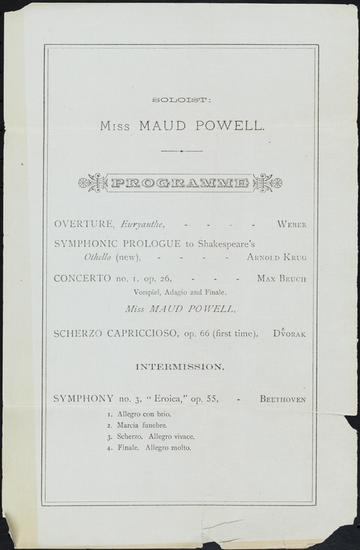 SOLOIST:
MISS MAUD POWELL.
PROGRAMME
OVERTURE, Euryanthe, - - - - WEBER
SYMPHONIC PROLOGUE to Shakespeare's
Othello (new), - - - - ARNOLD KRUG
CONCERTO no. 1, op. 26, - - - MAX BRUCH
Vorspiel, Adagio and Finale.
Miss MAUD POWELL.
SCHERZO CAPRICCIOSO, op. 66 (first time), DVŎRAK
INTERMISSION.
SYMPHONY no. 3, "Eroica," op. 55, - BEETHOVEN
1. Allegro con brio.
2. Marcia funebre.
3. Scherzo. Allegro vivace.
4. Finale. Allegro molto.